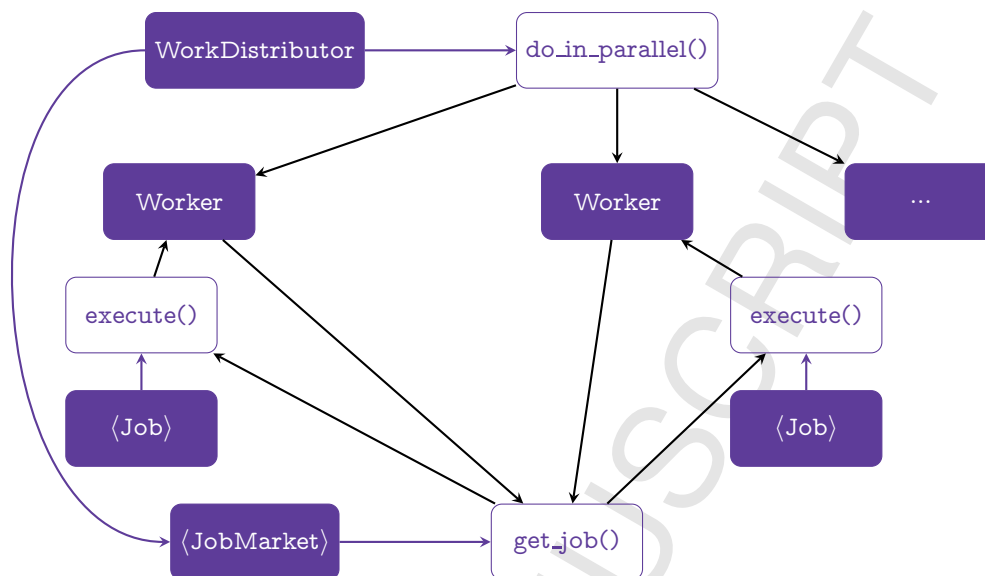 WorkDistributor
do_in_parallel()
Worker
Worker
...
execute()
execute()
⟨Job⟩
⟨Job⟩
⟨JobMarket⟩
get_job()
USCRIPT